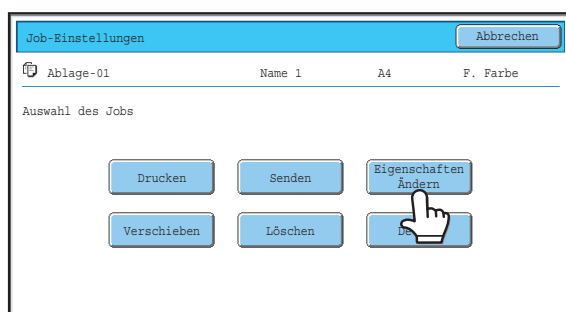 Job-Einstellungen
Abbrechen
Ablage-01 Name 1 A4 F. Farbe
Auswahl des Jobs
Drucken Senden Eigenschaften
Ändern
Verschieben Löschen